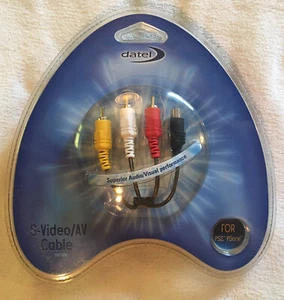 datel
Superior Audio/Visual performance
S-Video/AV
Cable
FOR